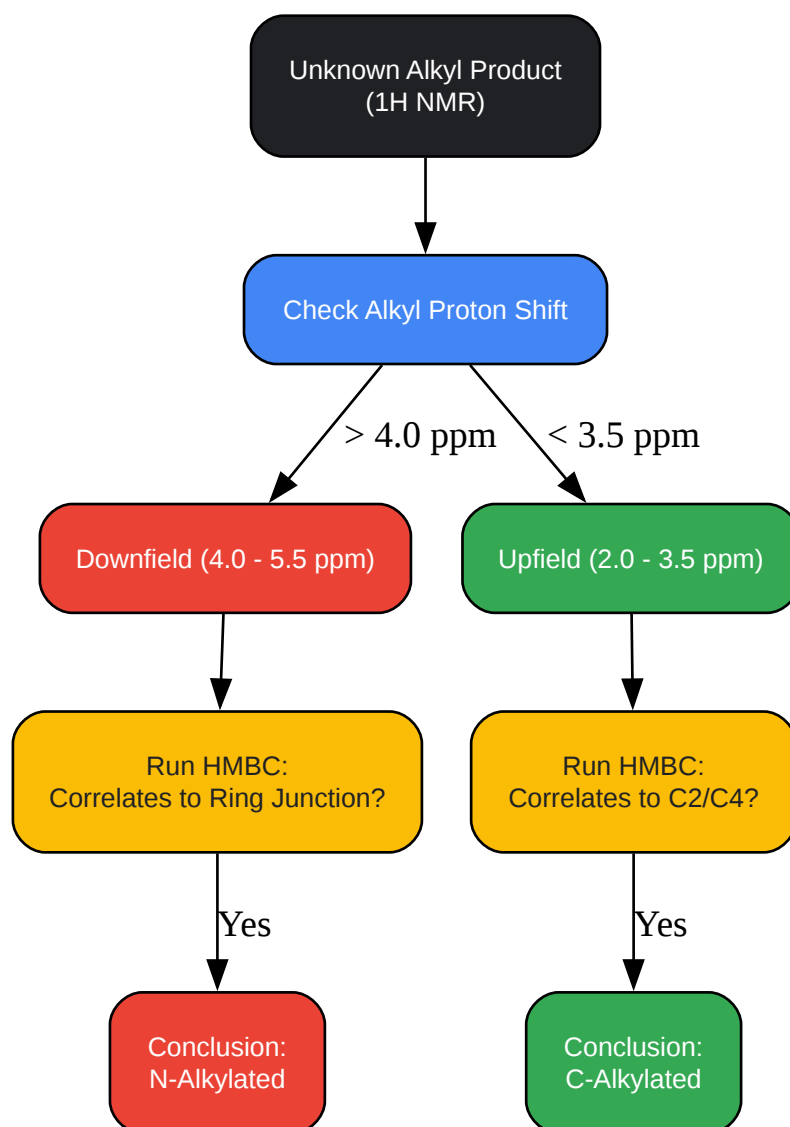 Unknown Alkyl Product
(1H NMR)
Check Alkyl Proton Shift
> 4.0 ppm
< 3.5 ppm
Downfield (4.0 - 5.5 ppm)
Upfield (2.0 - 3.5 ppm)
Run HMBC:
Correlates to Ring Junction?
Run HMBC:
Correlates to C2/C4?
Yes
Yes
Conclusion:
N-Alkylated
Conclusion:
C-Alkylated